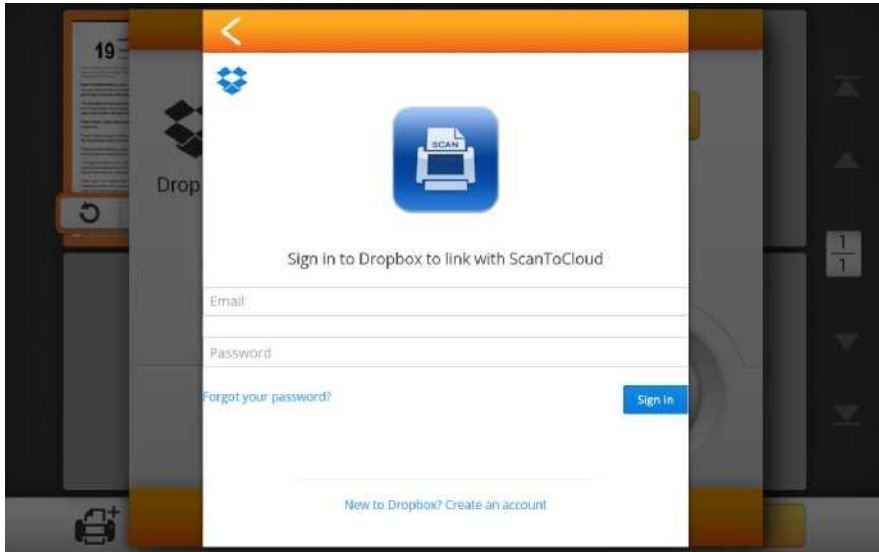 19
Drop
SCAN
Sign in to Dropbox to link with ScanToCloud
Email
Password
Forgot your password?
Sign in
New to Dropbox? Create an account
1
1